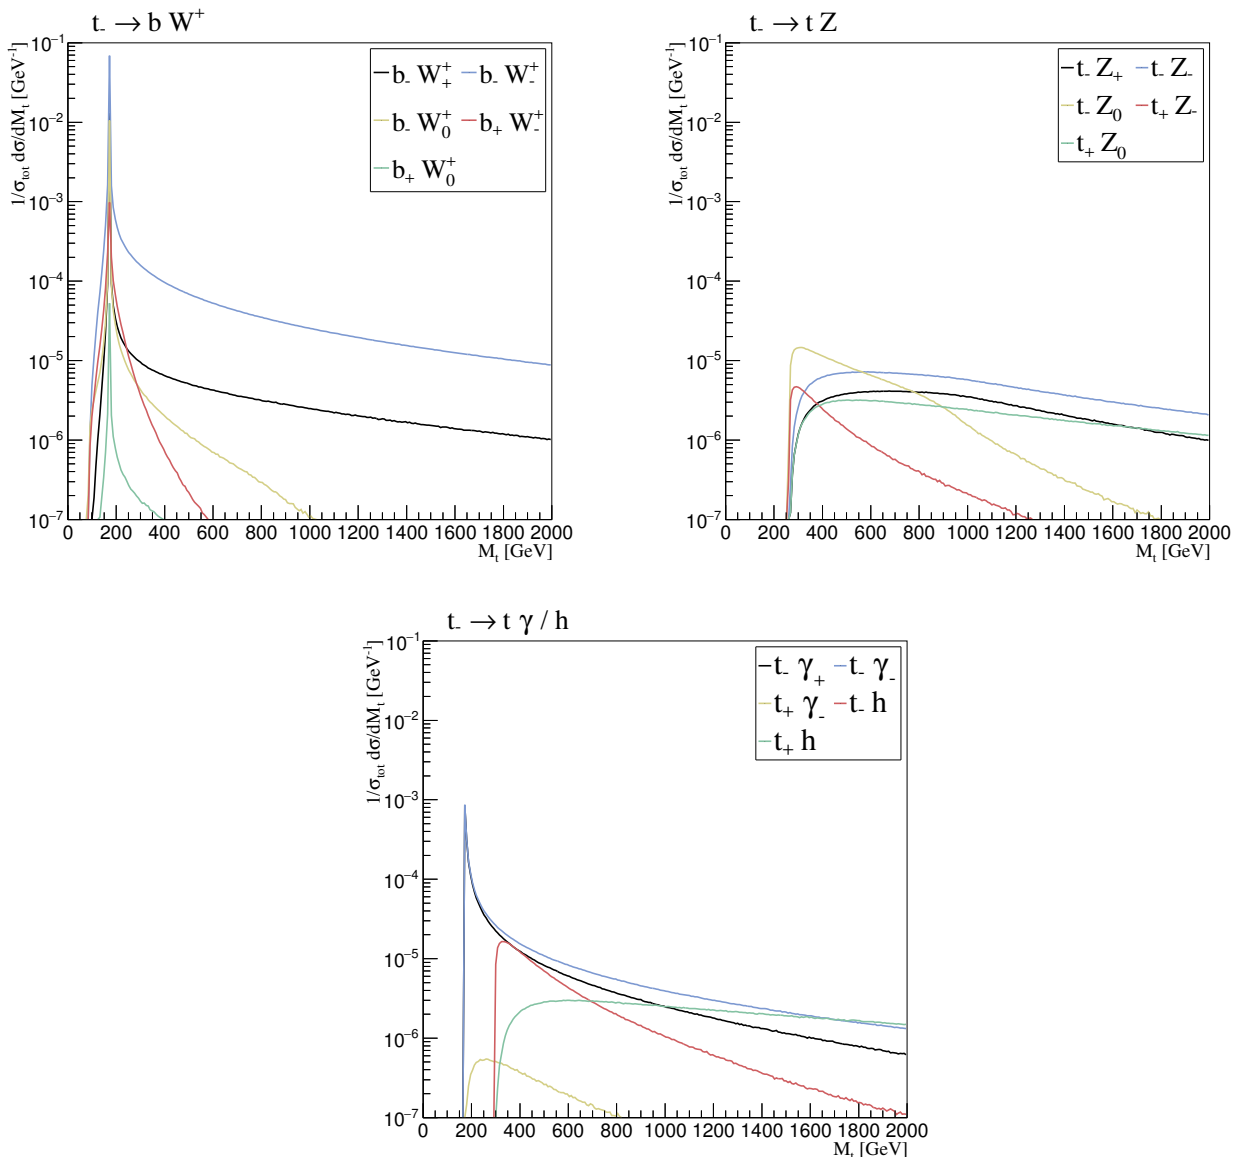 t₋ → b W⁺
1/σ_tot dσ/dM_t [GeV⁻¹]
10⁻¹
10⁻²
10⁻³
10⁻⁴
10⁻⁵
10⁻⁶
10⁻⁷
b₋ W₊⁺ b₋ W₋⁺
b₋ W₀⁺ b₊ W₋⁺
b₊ W₀⁺
0 200 400 600 800 1000 1200 1400 1600 1800 2000
M_t [GeV]
t₋ → t Z
1/σ_tot dσ/dM_t [GeV⁻¹]
10⁻¹
10⁻²
10⁻³
10⁻⁴
10⁻⁵
10⁻⁶
10⁻⁷
t₋ Z₊ t₋ Z₋
t₋ Z₀ t₊ Z₋
t₊ Z₀
0 200 400 600 800 1000 1200 1400 1600 1800 2000
M_t [GeV]
t₋ → t γ / h
1/σ_tot dσ/dM_t [GeV⁻¹]
10⁻¹
10⁻²
10⁻³
10⁻⁴
10⁻⁵
10⁻⁶
10⁻⁷
t₋ γ₊ t₋ γ₋
t₊ γ₋ t₋ h
t₊ h
0 200 400 600 800 1000 1200 1400 1600 1800 2000
M_t [GeV]